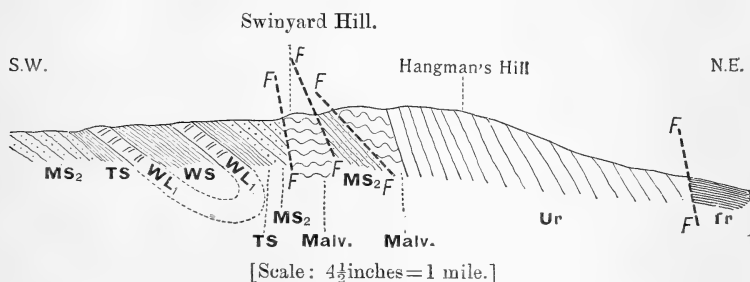 Swinyard Hill.
S.W. Hangman's Hill N.E.
F F F F
MS₂ TS WL₁ WS WL₁ F F MS₂ F
MS₂ Ur F
TS Malv. Malv.
[Scale: 4½ inches = 1 mile.]